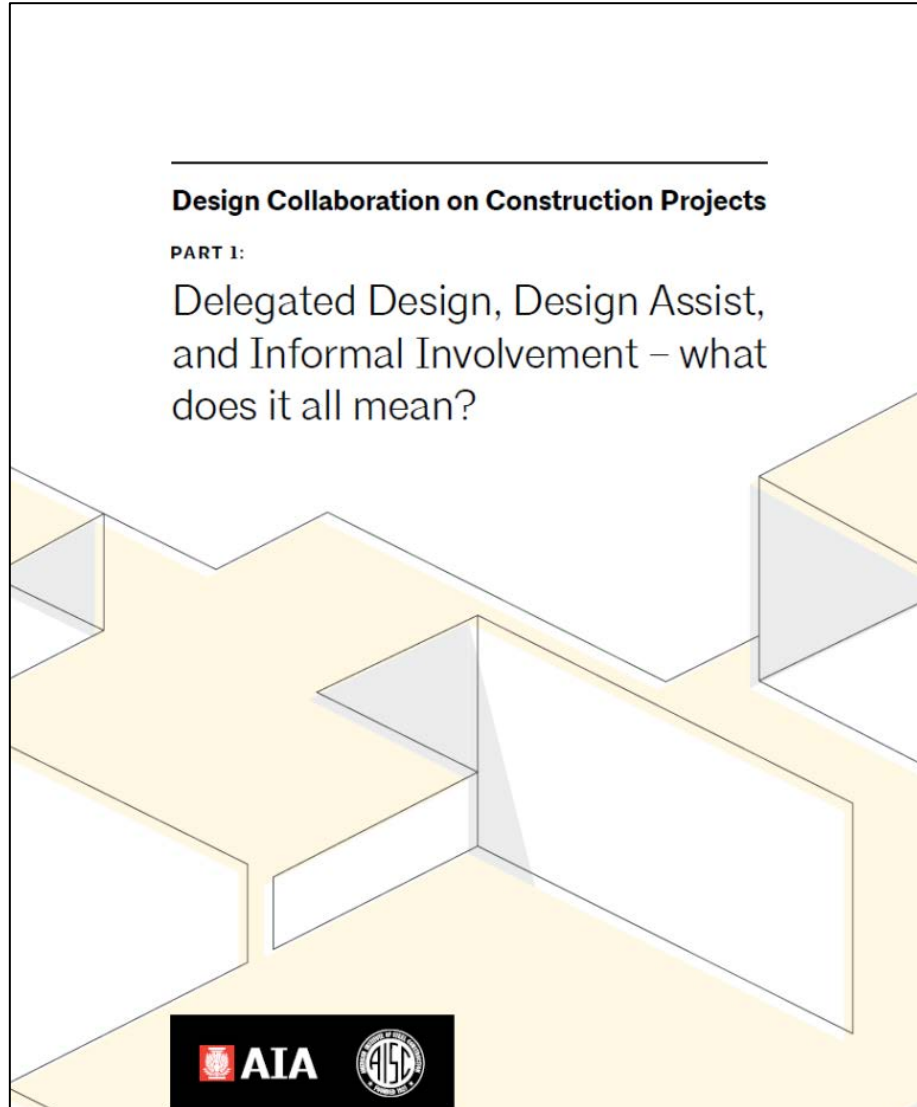 Design Collaboration on Construction Projects
PART 1:
Delegated Design, Design Assist,
and Informal Involvement – what
does it all mean?
AIA
AISC